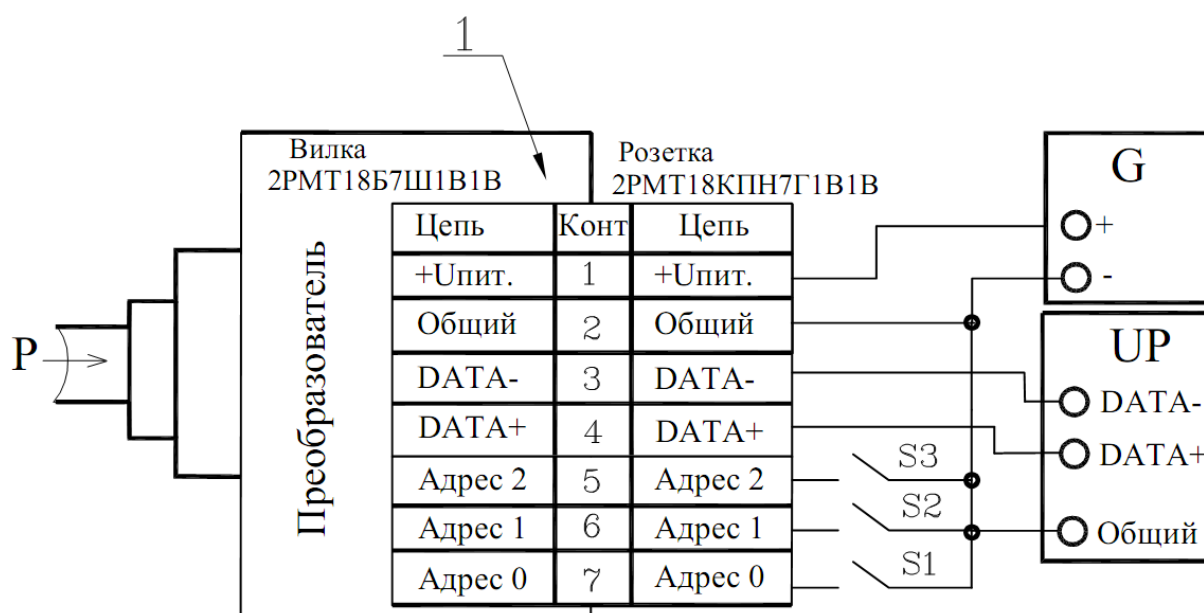 1
Вилка
2РМТ18Б7Ш1В1В
Розетка
2РМТ18КПН7Г1В1В
G
+
-
Преобразователь
P
Цепь Конт Цепь
+Uпит. 1 +Uпит.
Общий 2 Общий
DATA- 3 DATA-
DATA+ 4 DATA+
Адрес 2 5 Адрес 2
Адрес 1 6 Адрес 1
Адрес 0 7 Адрес 0
S3
S2
S1
UP
DATA-
DATA+
Общий